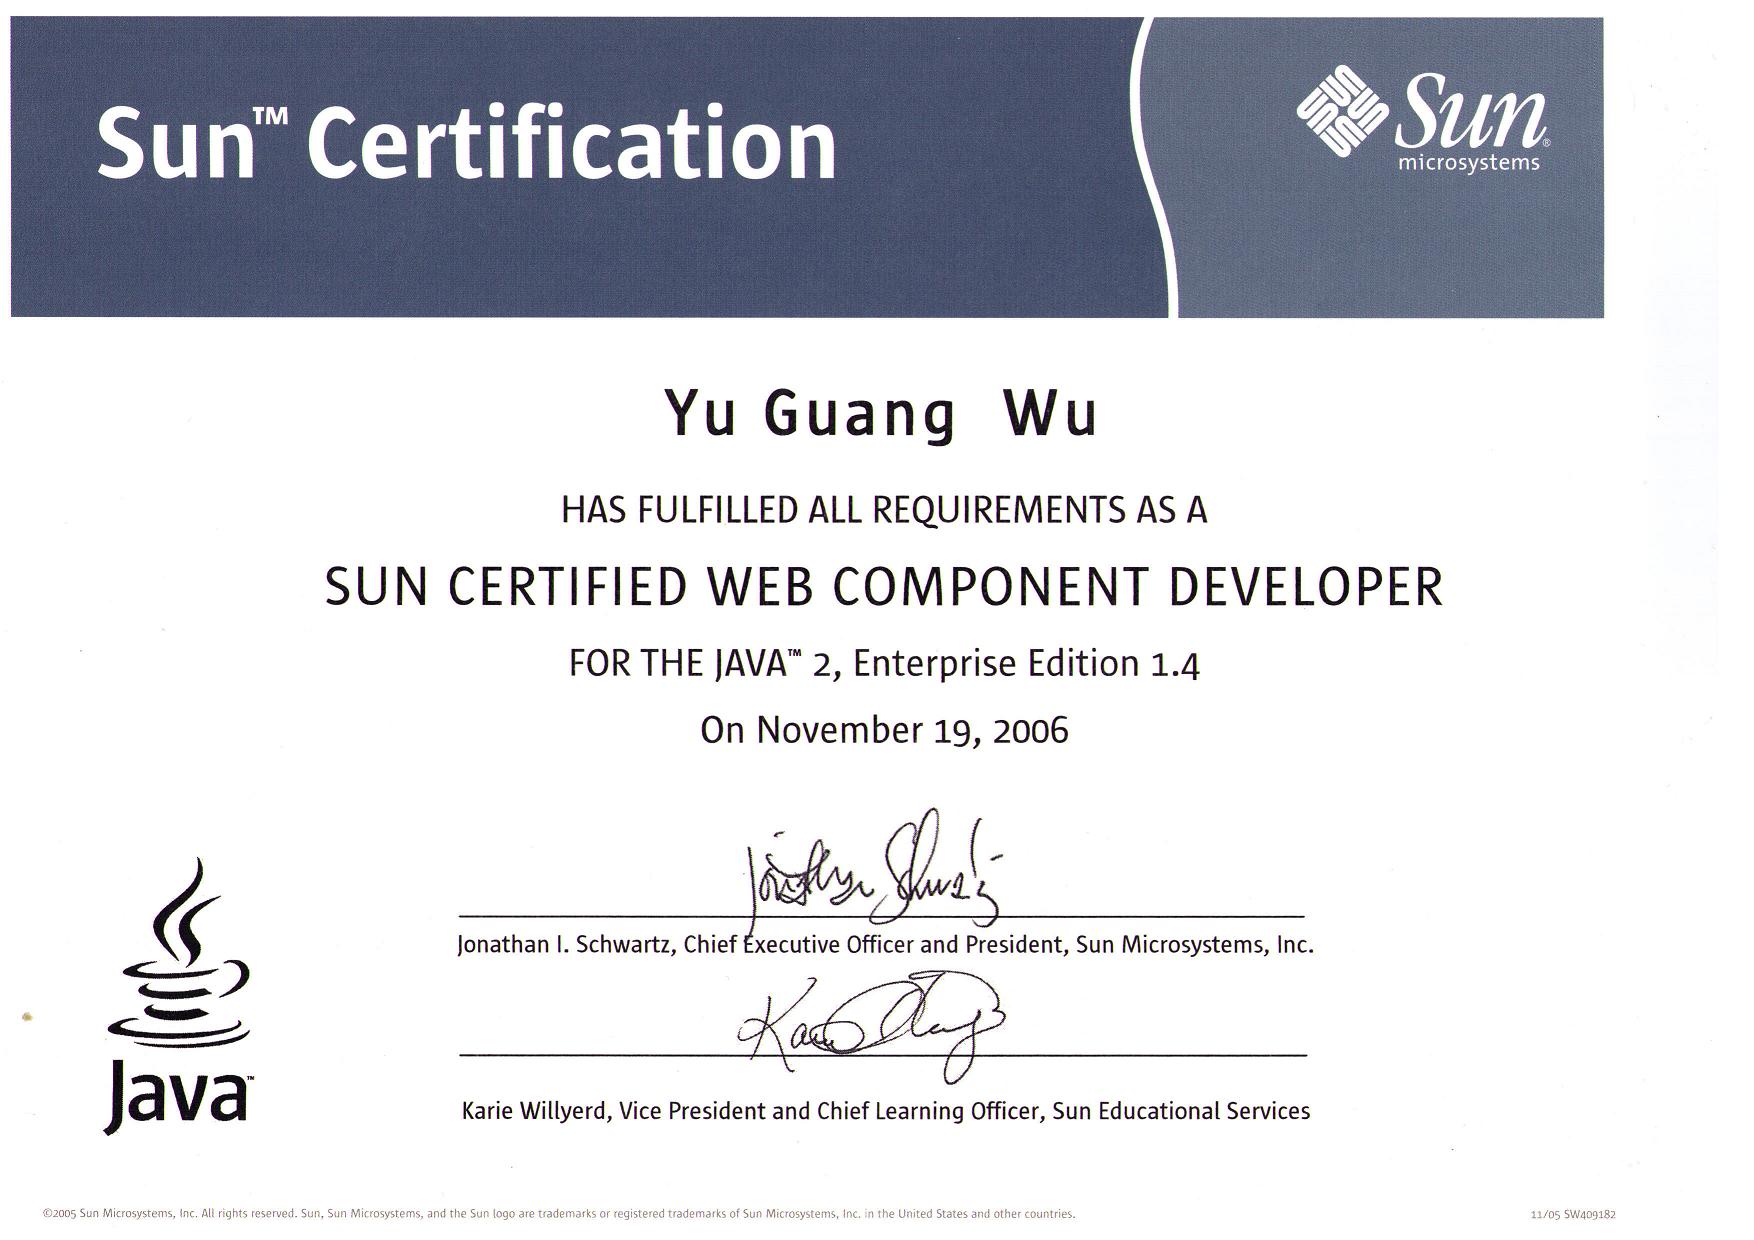 Sun™ Certification
Sun®
microsystems
Yu Guang Wu
HAS FULFILLED ALL REQUIREMENTS AS A
SUN CERTIFIED WEB COMPONENT DEVELOPER
FOR THE JAVA™ 2, Enterprise Edition 1.4
On November 19, 2006
Jonathan I. Schwartz, Chief Executive Officer and President, Sun Microsystems, Inc.
Karie Willyerd, Vice President and Chief Learning Officer, Sun Educational Services
Java™
©2005 Sun Microsystems, Inc. All rights reserved. Sun, Sun Microsystems, and the Sun logo are trademarks or registered trademarks of Sun Microsystems, Inc. in the United States and other countries.
11/05 SW409182